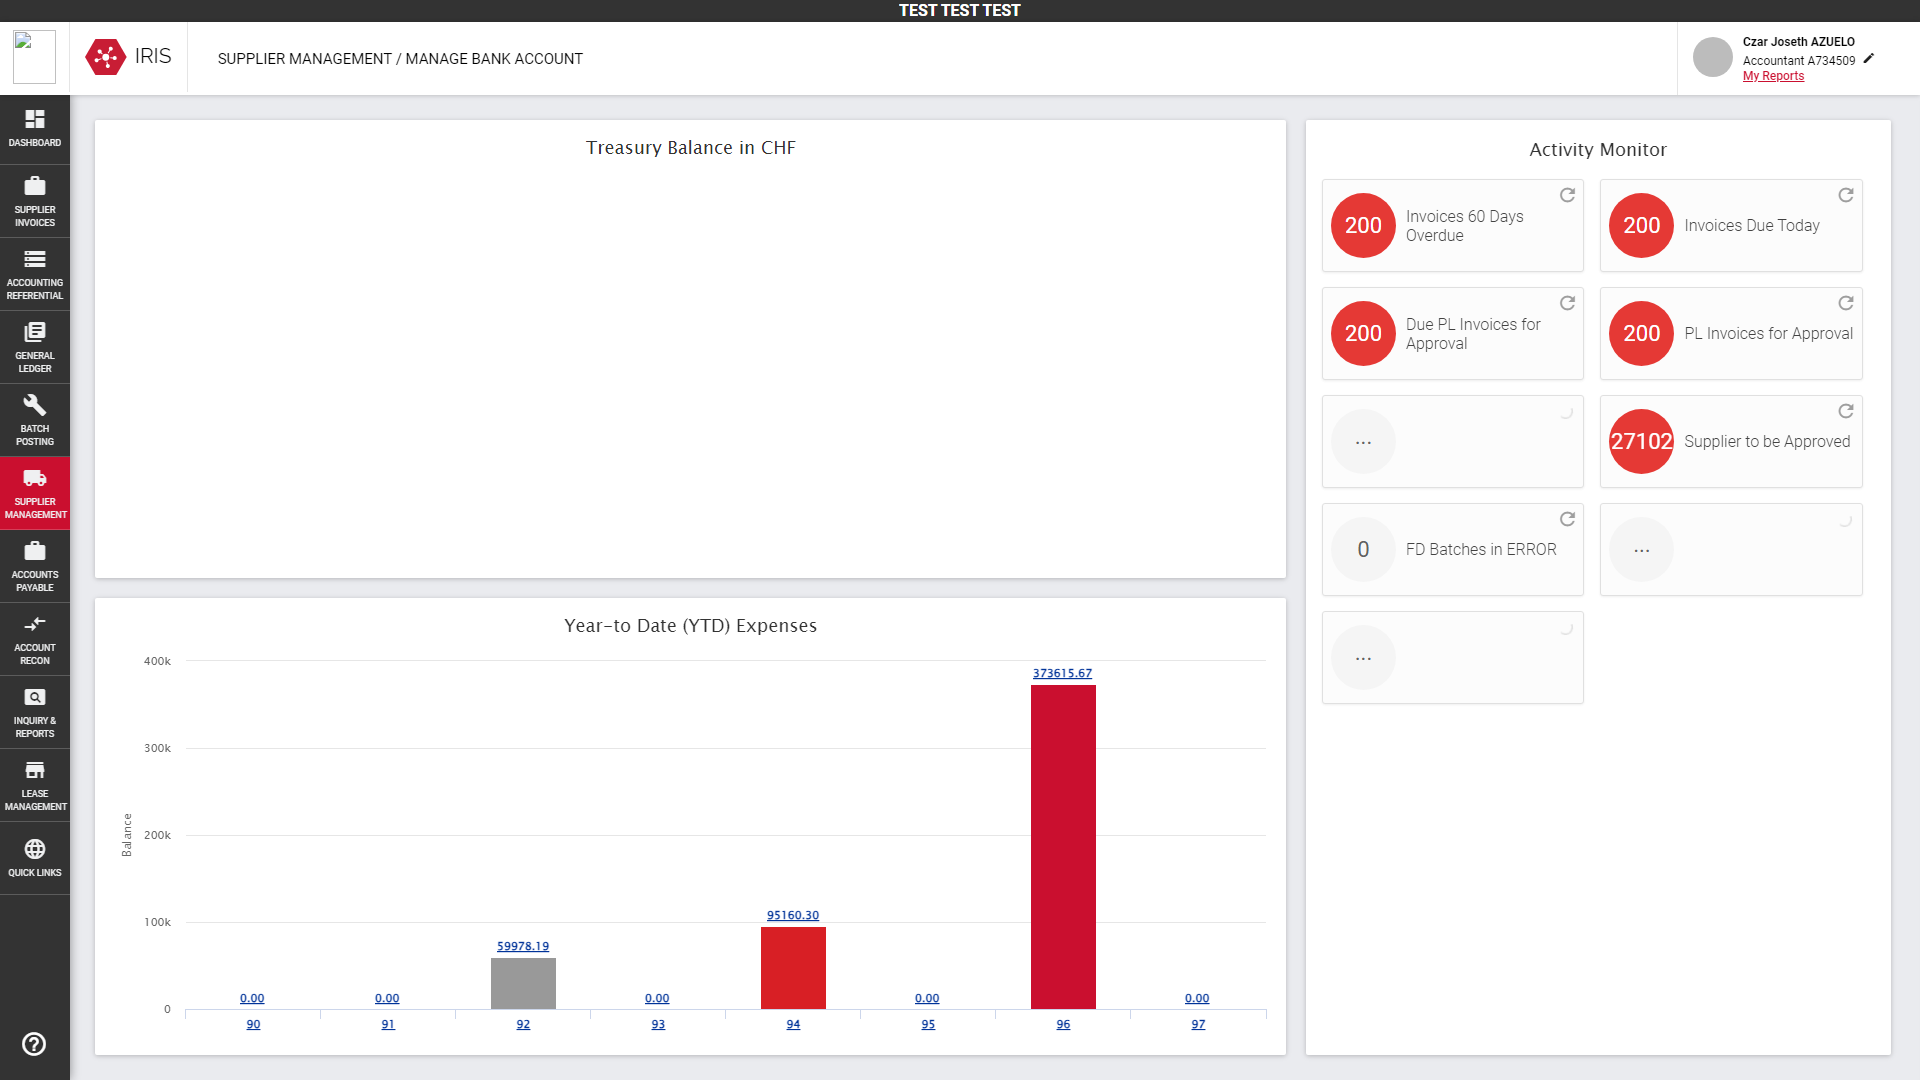 TEST TEST TEST
IRIS
SUPPLIER MANAGEMENT / MANAGE BANK ACCOUNT
Czar Joseth AZUELO
Accountant A734509
My Reports
DASHBOARD
SUPPLIER
INVOICES
ACCOUNTING
REFERENTIAL
GENERAL
LEDGER
BATCH
POSTING
SUPPLIER
MANAGEMENT
ACCOUNTS
PAYABLE
ACCOUNT
RECON
INQUIRY &
REPORTS
LEASE
MANAGEMENT
QUICK LINKS
Treasury Balance in CHF
Year-to Date (YTD) Expenses
Balance
400k
300k
200k
100k
0
0.00
0.00
59978.19
0.00
95160.30
0.00
373615.67
0.00
90
91
92
93
94
95
96
97
Activity Monitor
200
Invoices 60 Days
Overdue
200
Invoices Due Today
200
Due PL Invoices for
Approval
200
PL Invoices for Approval
...
27102
Supplier to be Approved
0
FD Batches in ERROR
...
...